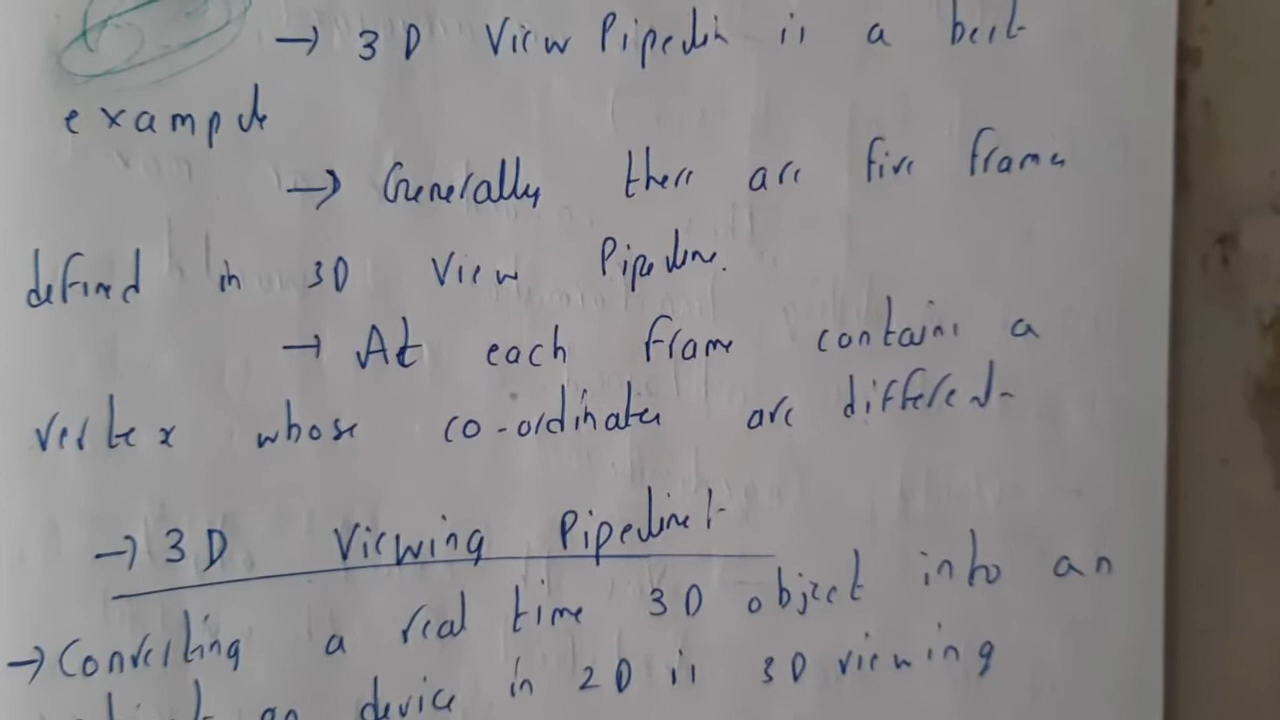 → 3D View Pipeline is a best
example
→ Generally there are five frames
defined in 3D View Pipeline.
→ At each frame contains a
vertex whose co-ordinates are different
→ 3D Viewing Pipeline:-
→ Converting a real time 3D object into an
on device in 2D is 3D viewing